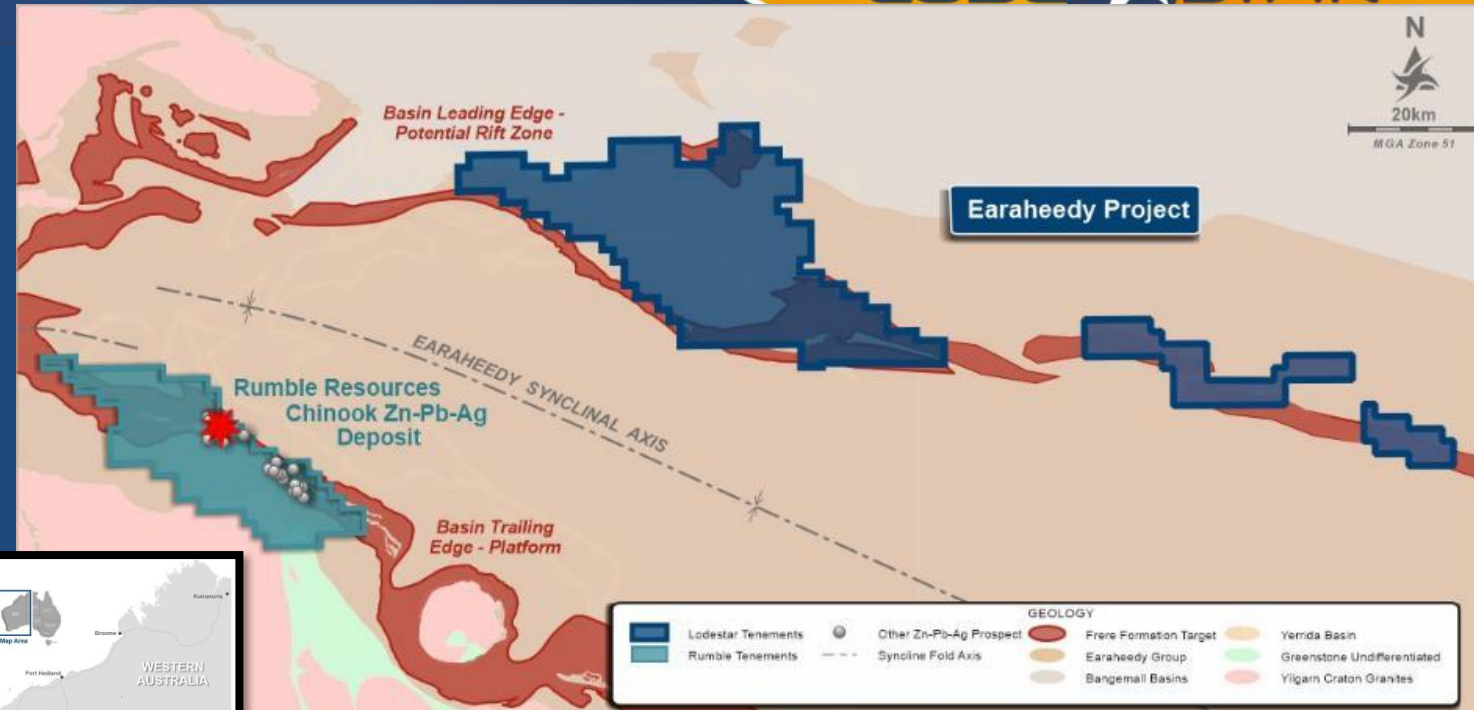 Basin Leading Edge -
Potential Rift Zone
N
20km
MGA Zone 51
Earaheedy Project
EARAHEEDY SYNCLINAL AXIS
Rumble Resources
Chinook Zn-Pb-Ag
Deposit
Basin Trailing
Edge - Platform
GEOLOGY
Lodestar Tenements
Other Zn-Pb-Ag Prospect
Frere Formation Target
Yerrida Basin
Rumble Tenements
Syncline Fold Axis
Earaheedy Group
Greenstone Undifferentiated
Bangemall Basins
Yilgarn Craton Granites
Map Area
Kununurra
Broome
Port Hedland
WESTERN
AUSTRALIA